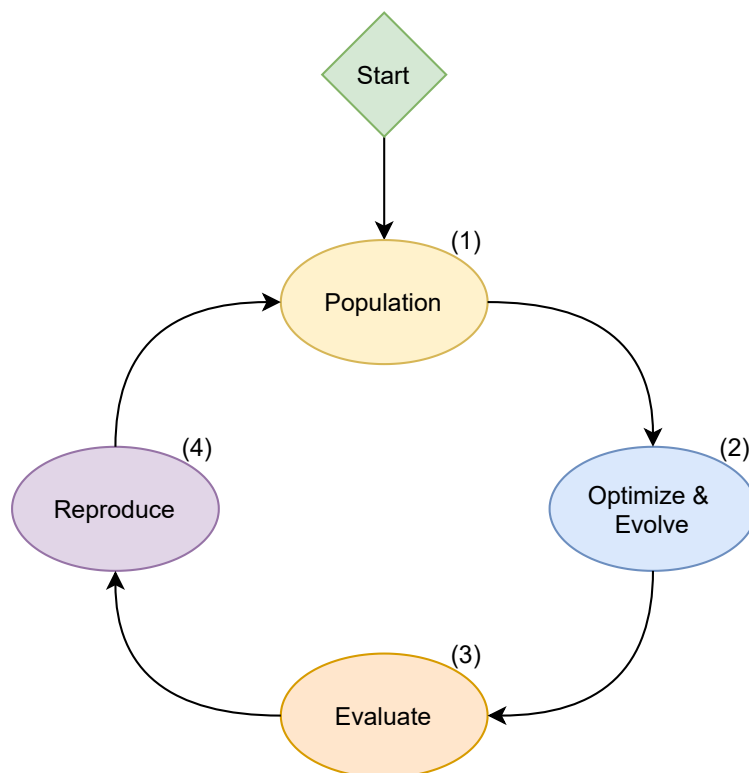 Start
(1)
Population
(2)
Optimize &
Evolve
(3)
Evaluate
(4)
Reproduce